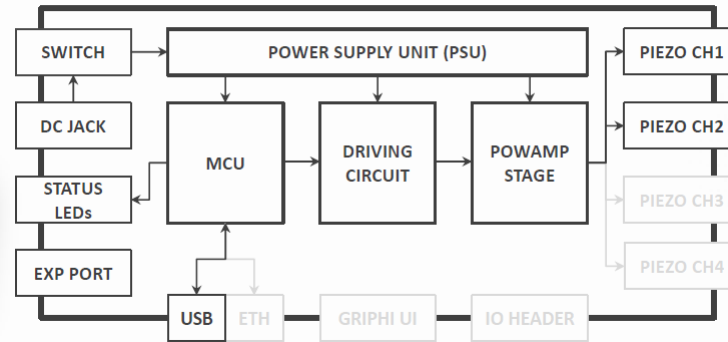 SWITCH
POWER SUPPLY UNIT (PSU)
PIEZO CH1
DC JACK
MCU
DRIVING
CIRCUIT
POWAMP
STAGE
PIEZO CH2
STATUS
LEDs
PIEZO CH3
EXP PORT
PIEZO CH4
USB
ETH
GRIPHI UI
IO HEADER